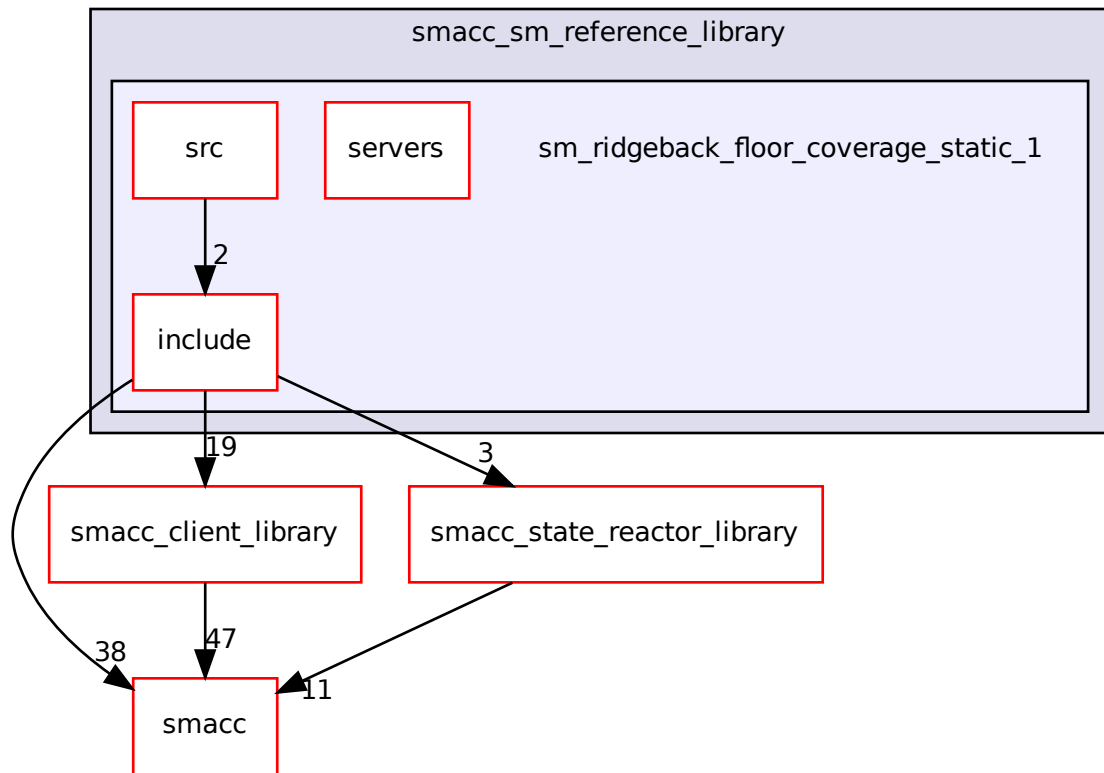 smacc_sm_reference_library
src
servers
sm_ridgeback_floor_coverage_static_1
2
include
19
3
smacc_client_library
smacc_state_reactor_library
38
47
11
smacc